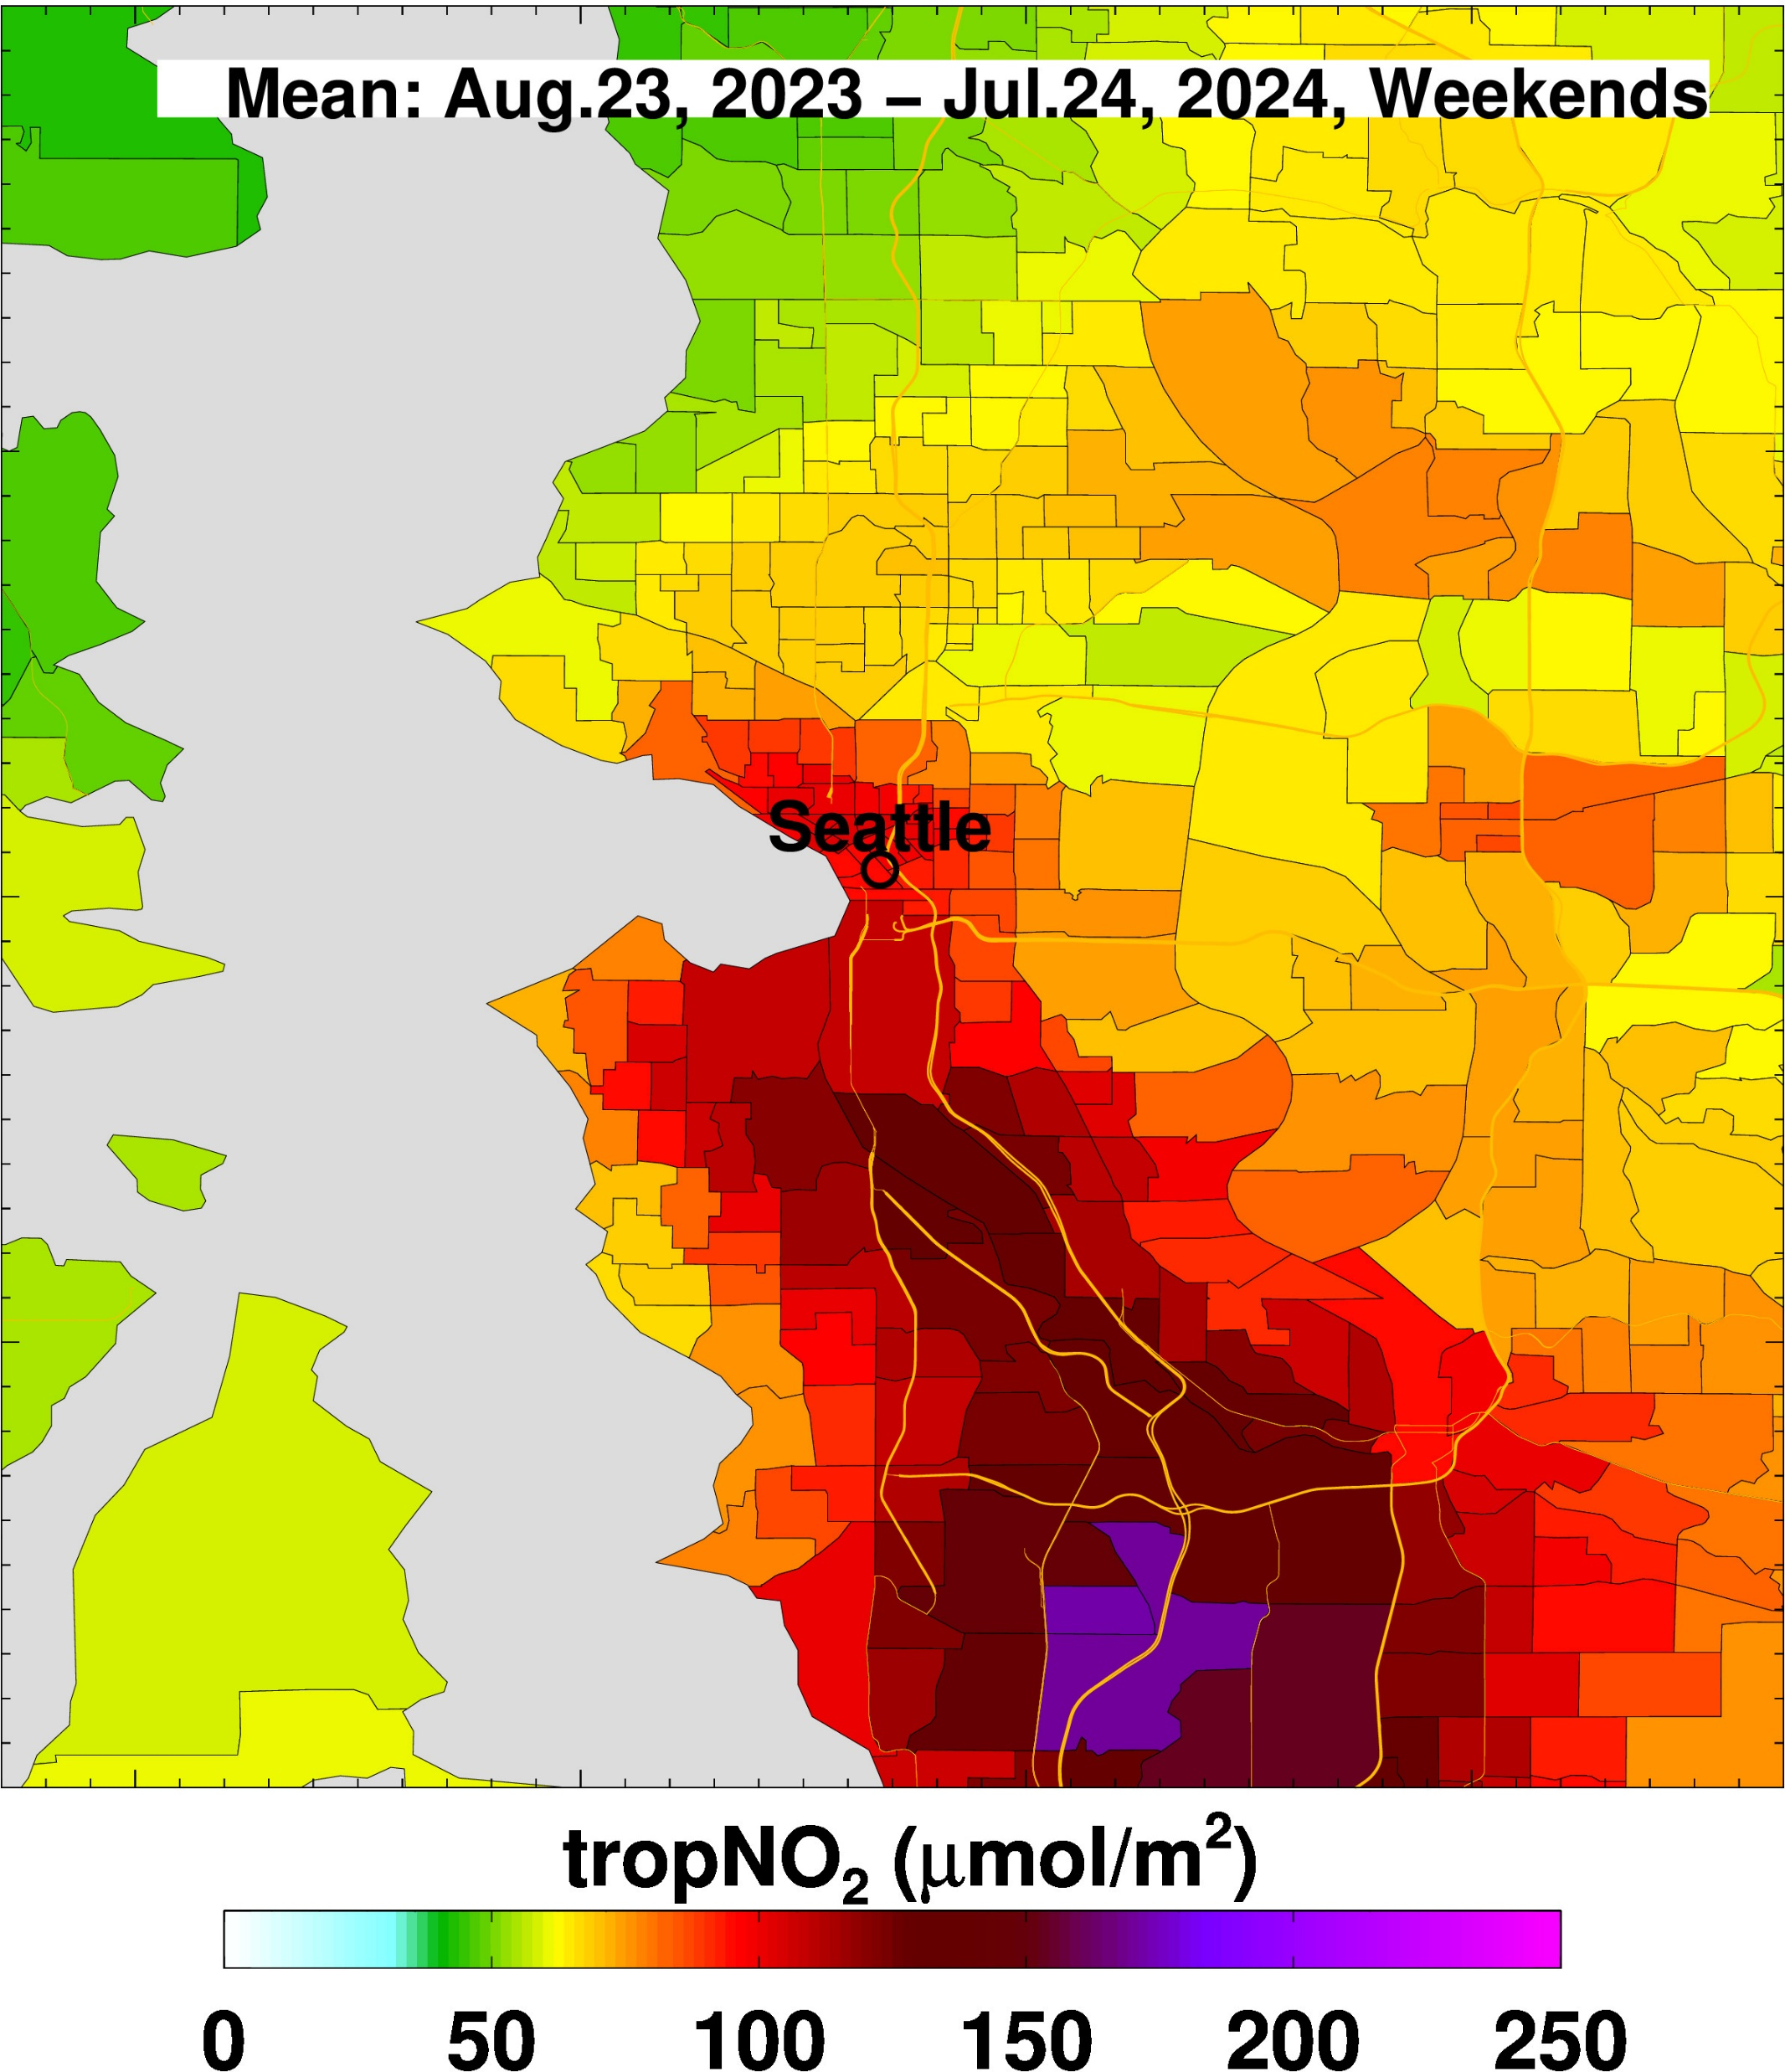 Mean: Aug.23, 2023 – Jul.24, 2024, Weekends
Seattle
tropNO₂ (μmol/m²)
0 50 100 150 200 250